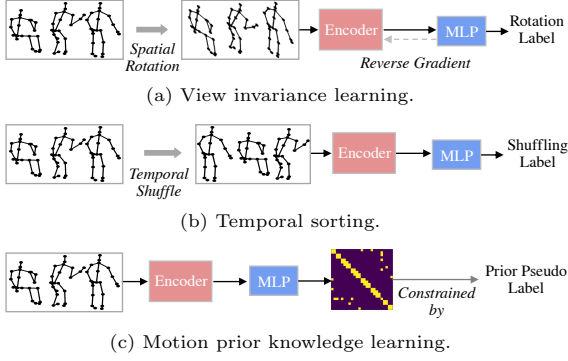 Spatial
Rotation
Encoder
MLP
Rotation
Label
Reverse Gradient
(a) View invariance learning.
Temporal
Shuffle
Encoder
MLP
Shuffling
Label
(b) Temporal sorting.
Encoder
MLP
Constrained
by
Prior Pseudo
Label
(c) Motion prior knowledge learning.